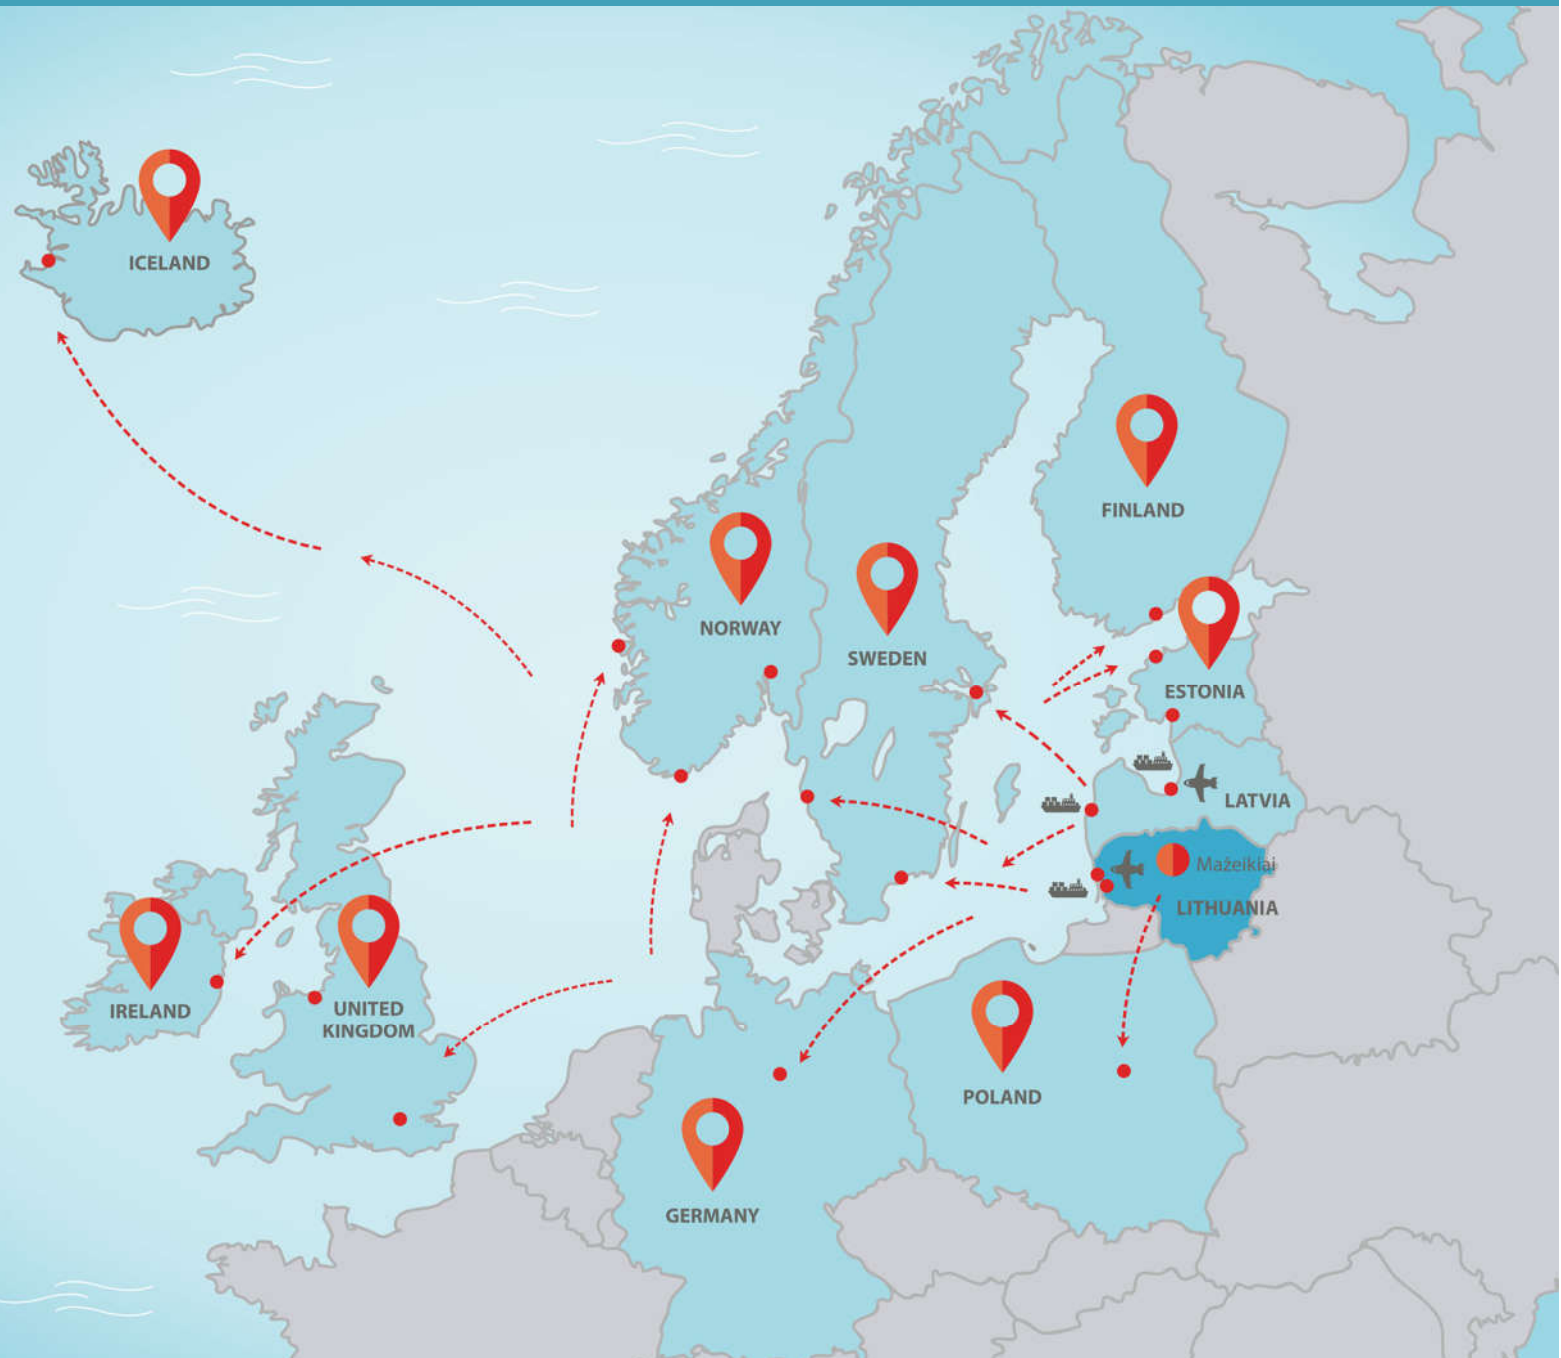 ICELAND
FINLAND
NORWAY
SWEDEN
ESTONIA
LATVIA
Mažeikiai
LITHUANIA
IRELAND
UNITED
KINGDOM
POLAND
GERMANY